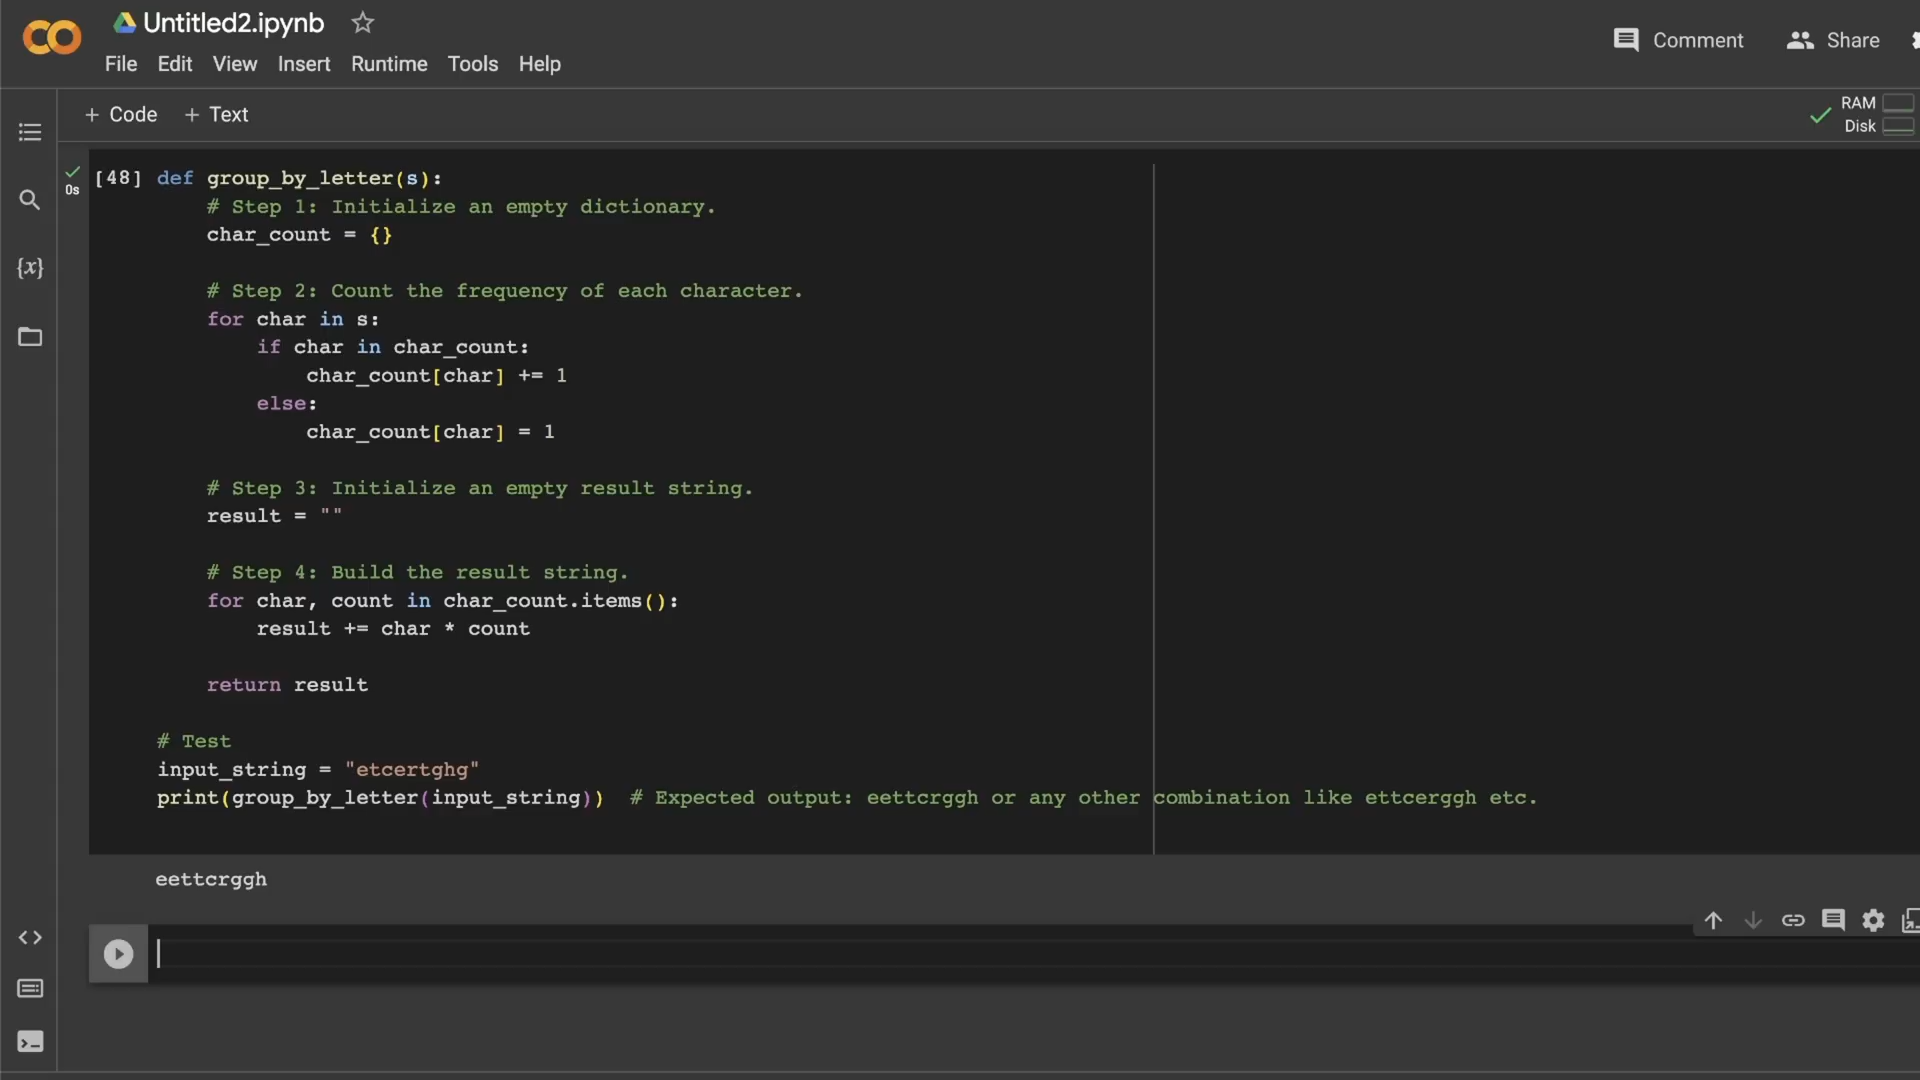 CO
Untitled2.ipynb
Comment
Share
File Edit View Insert Runtime Tools Help
+ Code + Text
RAM
Disk
0s
[48] def group_by_letter(s):
# Step 1: Initialize an empty dictionary.
char_count = {}
{x}
# Step 2: Count the frequency of each character.
for char in s:
if char in char_count:
char_count[char] += 1
else:
char_count[char] = 1
# Step 3: Initialize an empty result string.
result = ""
# Step 4: Build the result string.
for char, count in char_count.items():
result += char * count
return result
# Test
input_string = "etcertghg"
print(group_by_letter(input_string)) # Expected output: eettcrggh or any other combination like ettcerggh etc.
eettcrggh